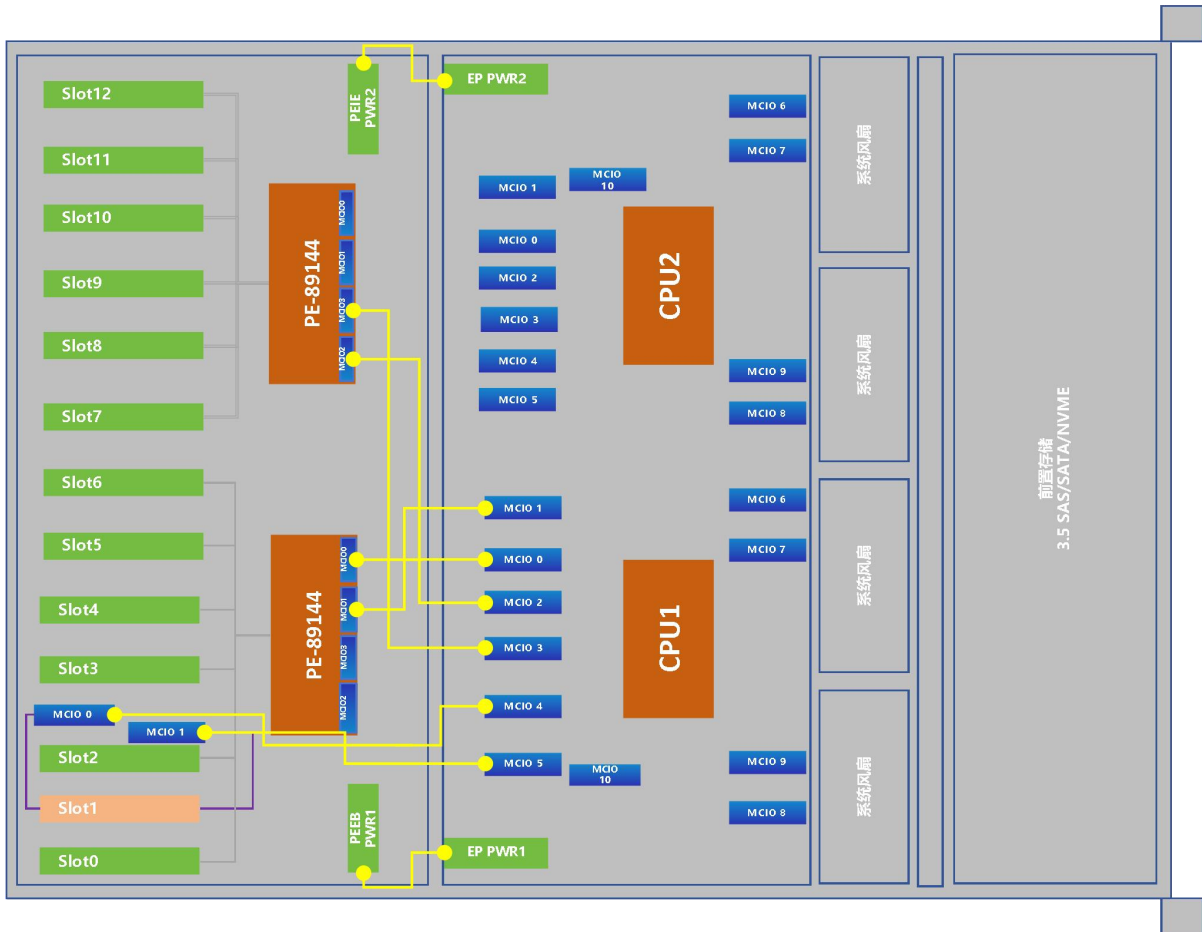 Slot12
Slot11
Slot10
Slot9
Slot8
Slot7
Slot6
Slot5
Slot4
Slot3
MCIO 0
MCIO 1
Slot2
Slot1
Slot0
PEIE
PWR2
PE-89144
MCIO0
MCIO1
MCIO3
MCIO2
PE-89144
MCIO0
MCIO1
MCIO3
MCIO2
PEEB
PWR1
EP PWR2
MCIO 1
MCIO
10
MCIO 0
MCIO 2
MCIO 3
MCIO 4
MCIO 5
CPU2
MCIO 6
MCIO 7
MCIO 9
MCIO 8
MCIO 1
MCIO 0
MCIO 2
MCIO 3
MCIO 4
MCIO 5
MCIO
10
CPU1
MCIO 6
MCIO 7
MCIO 9
MCIO 8
EP PWR1
系统风扇
系统风扇
系统风扇
系统风扇
前置存储
3.5 SAS/SATA/NVME